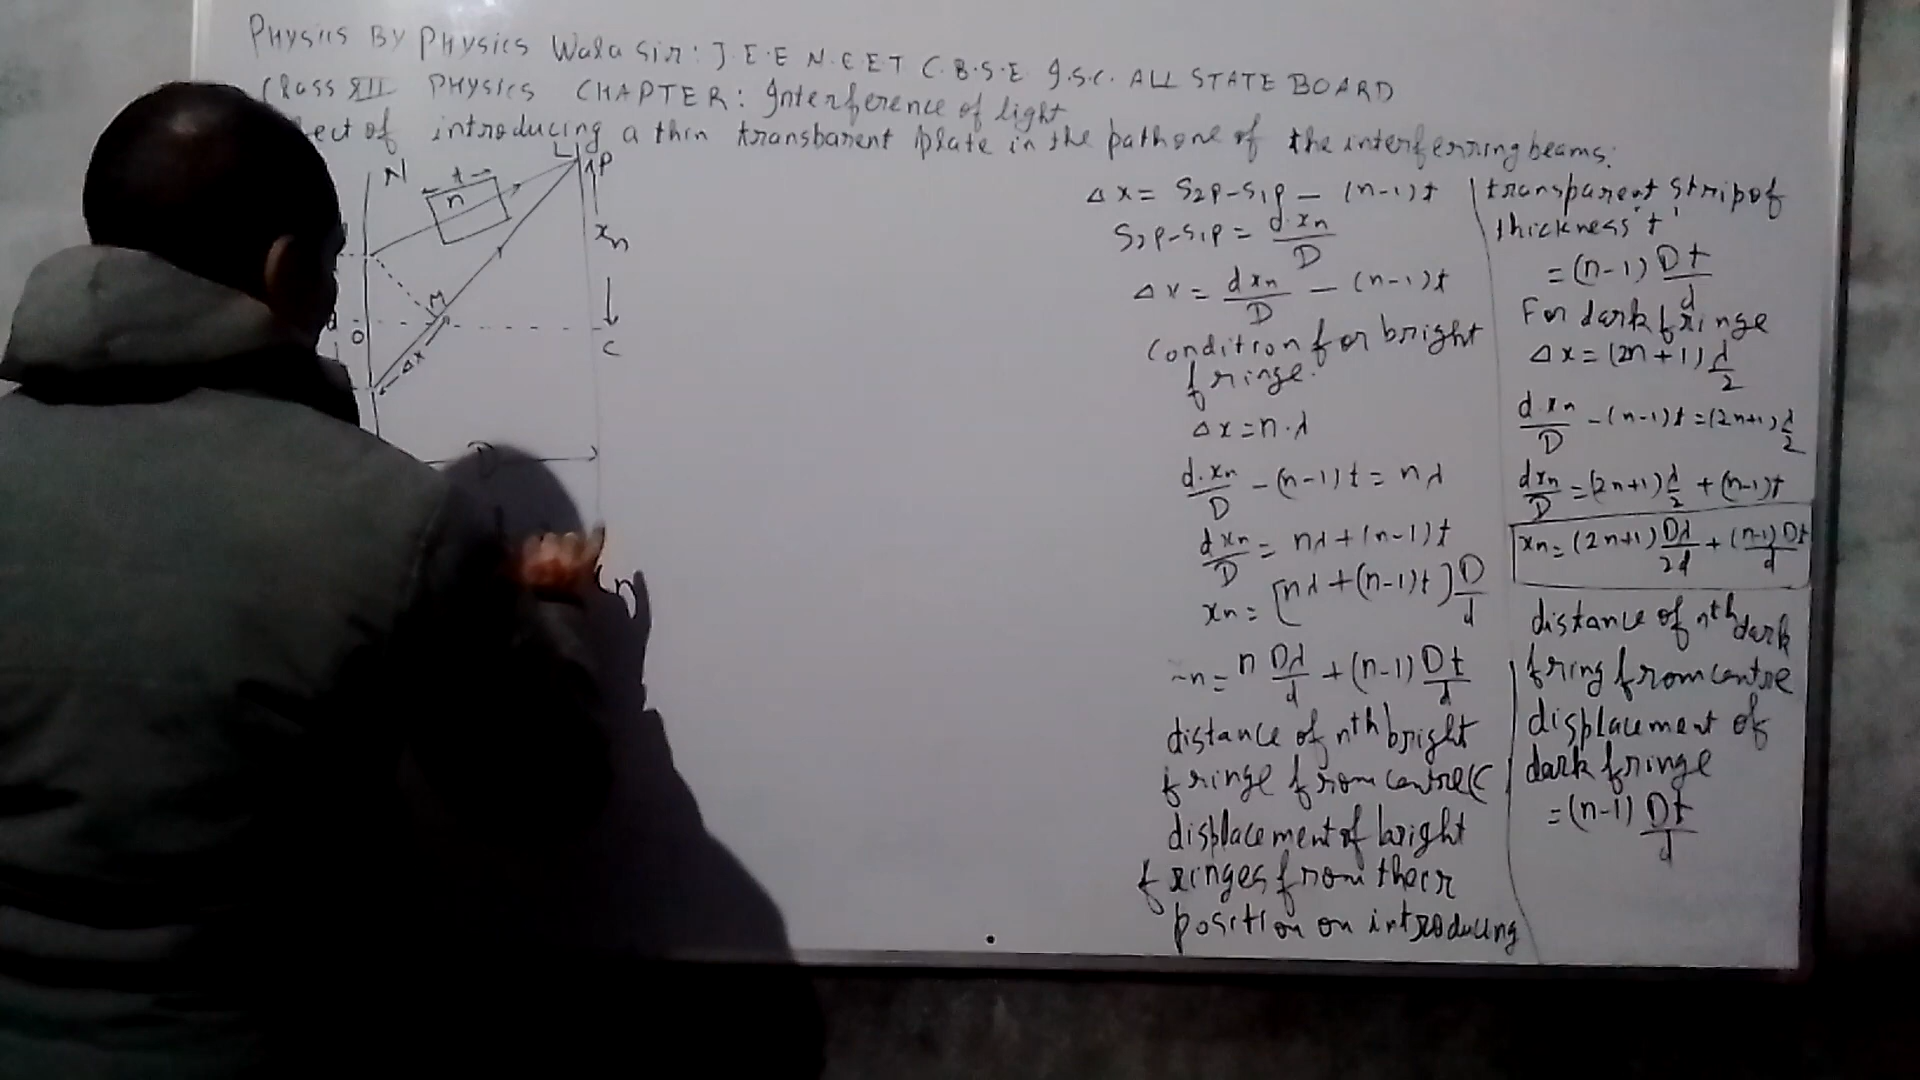 Physics By Physics Wala Sir: J.E.E N.E.E.T C.B.S.E I.S.C. ALL STATE BOARD
Class XII PHYSICS CHAPTER: Interference of light
ect of introducing a thin transbarent plate in the path one of the interferring beams:
N
t
n
L
P
xn
M
O
Δx
C
D
Δx = S2P-S1P - (n-1)t
S2P-S1P = d.xn/D
Δx = dxn/D - (n-1)t
Condition for bright
fringe.
Δx = n.λ
d.xn/D - (n-1)t = nλ
dxn/D = nλ + (n-1)t
xn = [nλ + (n-1)t] D/d
n = n Dλ/d + (n-1) Dt/d
distance of nth bright
fringe from centre (C
displacement of bright
fringes from their
position on introducing
transparent strip of
thickness 't'
= (n-1) Dt/d
For dark fringe
Δx = (2n+1) λ/2
d.xn/D - (n-1)t = (2n+1) λ/2
dxn/D = (2n+1) λ/2 + (n-1)t
xn = (2n+1) Dλ/2d + (n-1) Dt/d
distance of nth dark
fring from centre
displacement of
dark fringe
= (n-1) Dt/d